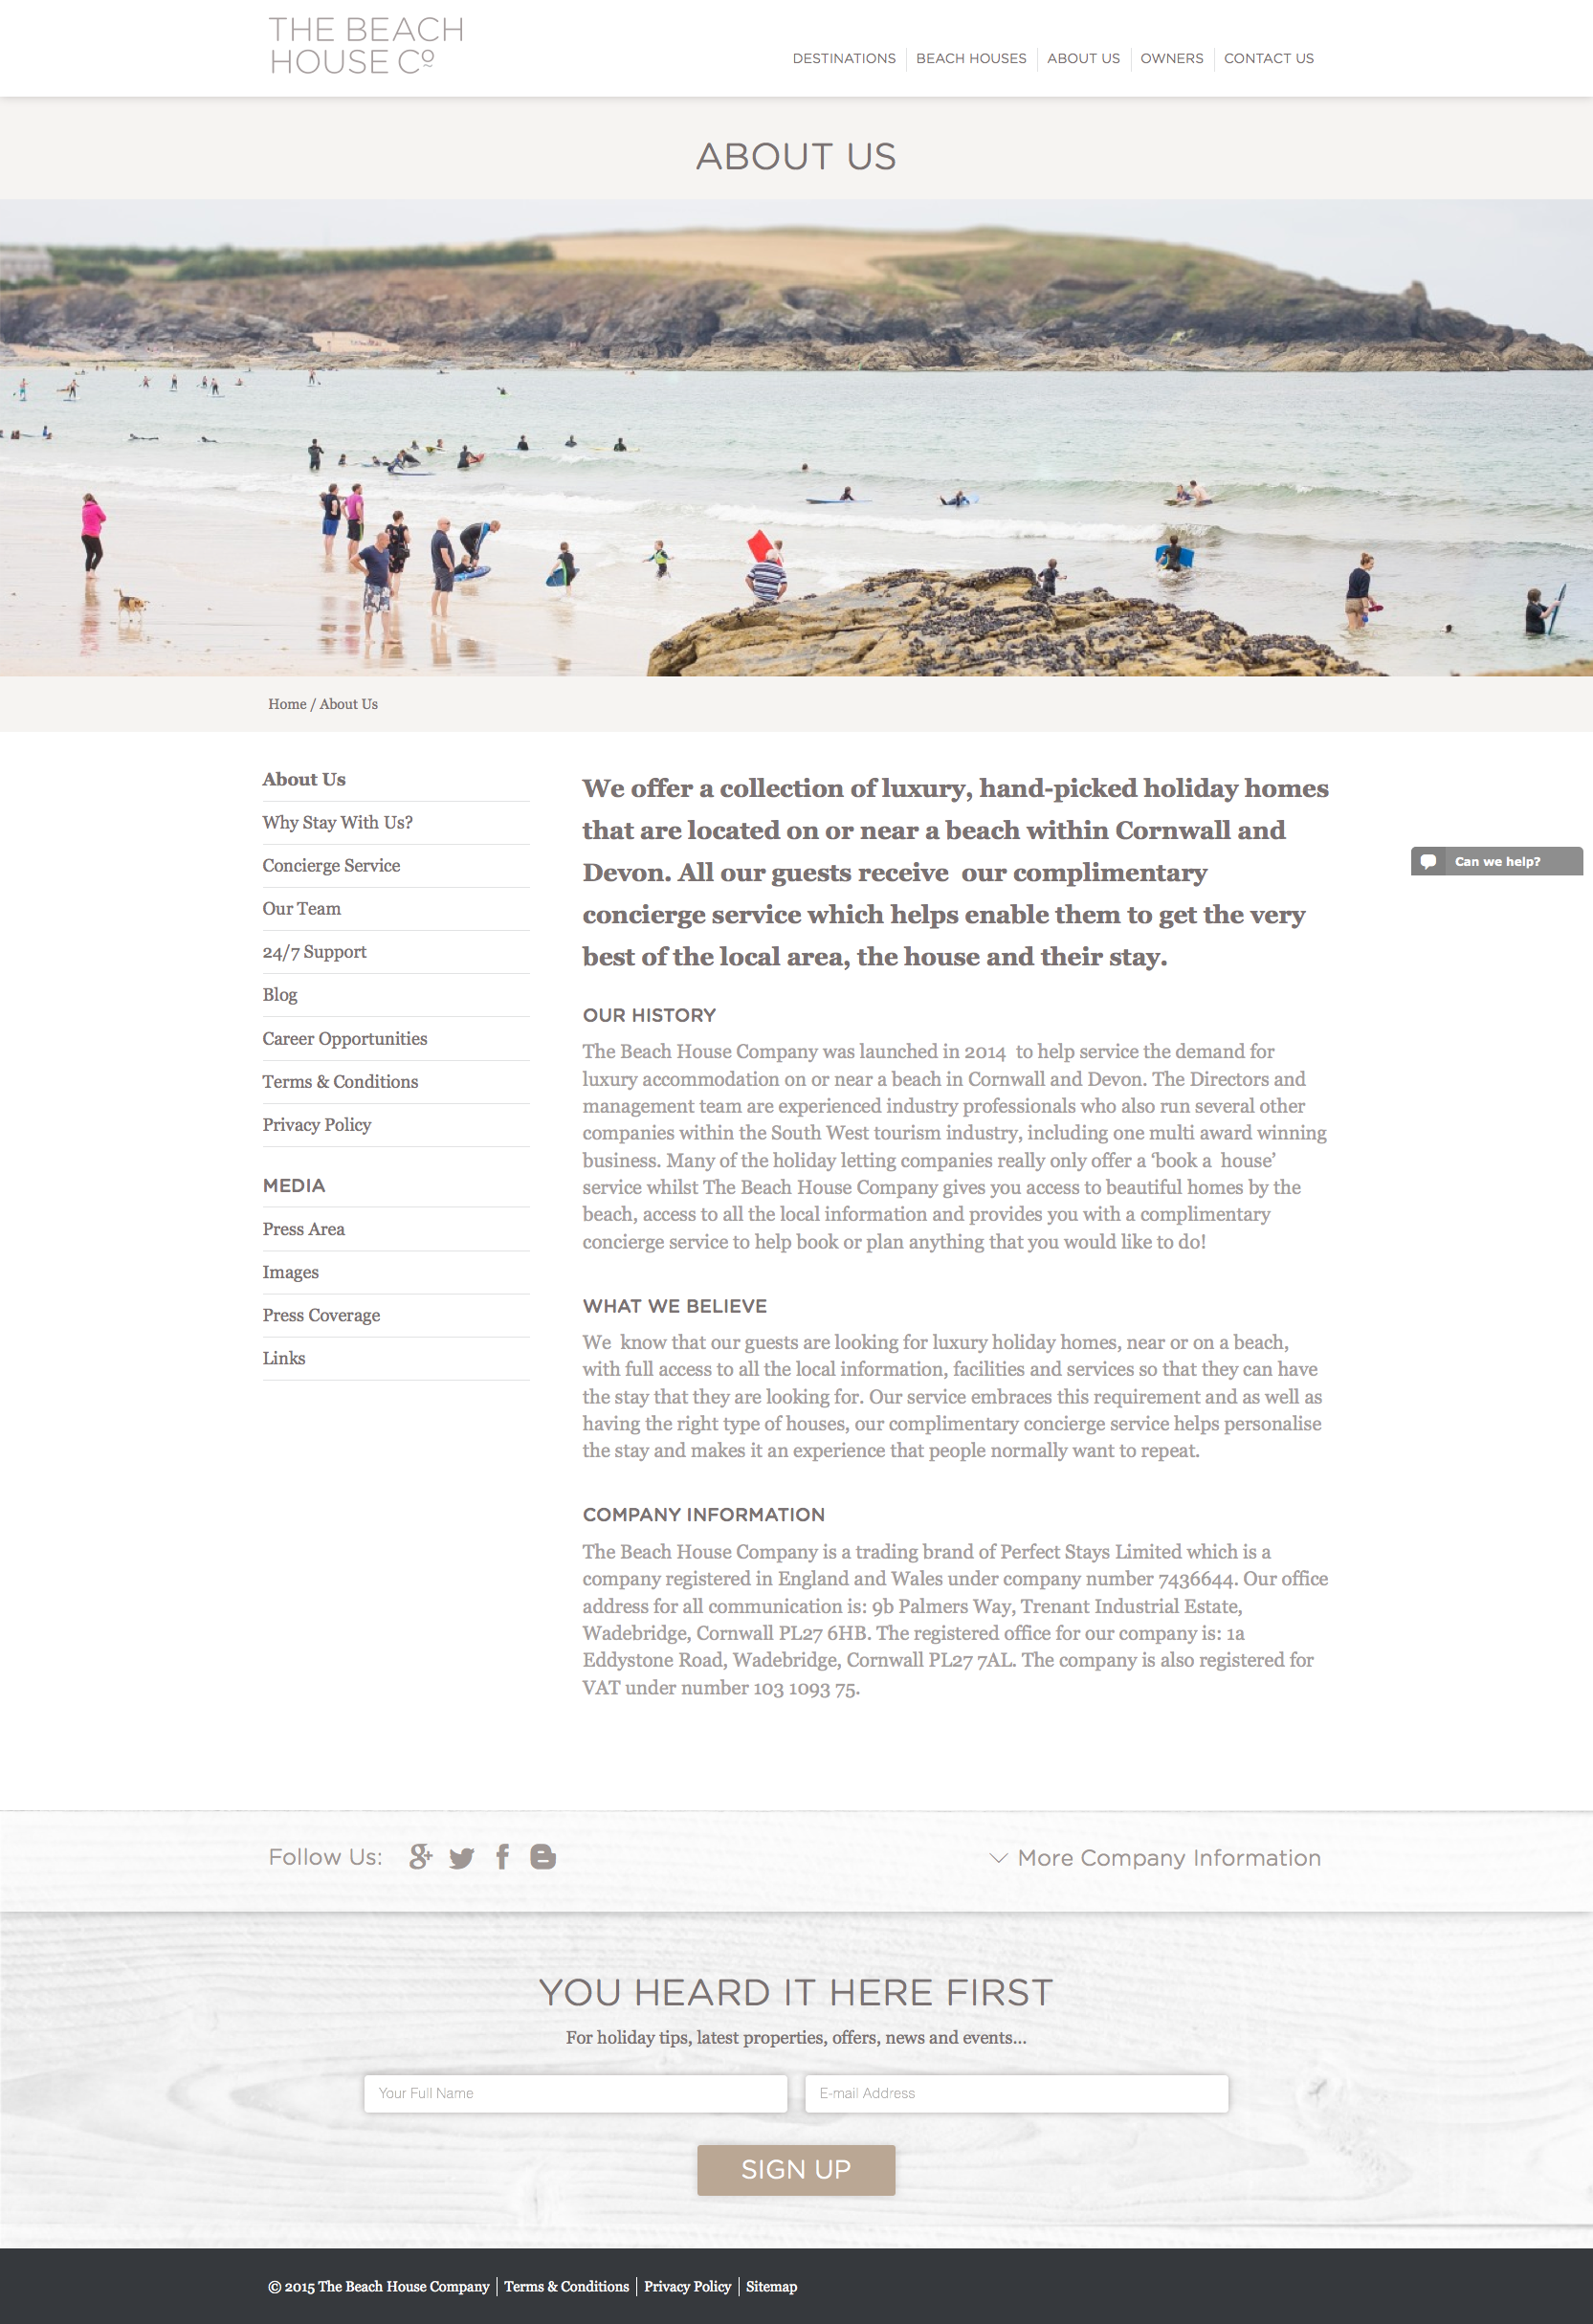 THE BEACH
HOUSE Cº
DESTINATIONS BEACH HOUSES ABOUT US OWNERS CONTACT US
ABOUT US
Home / About Us
About Us
Why Stay With Us?
Concierge Service
Our Team
24/7 Support
Blog
Career Opportunities
Terms & Conditions
Privacy Policy
MEDIA
Press Area
Images
Press Coverage
Links
We offer a collection of luxury, hand-picked holiday homes
that are located on or near a beach within Cornwall and
Devon. All our guests receive our complimentary
concierge service which helps enable them to get the very
best of the local area, the house and their stay.
OUR HISTORY
The Beach House Company was launched in 2014 to help service the demand for
luxury accommodation on or near a beach in Cornwall and Devon. The Directors and
management team are experienced industry professionals who also run several other
companies within the South West tourism industry, including one multi award winning
business. Many of the holiday letting companies really only offer a ‘book a house’
service whilst The Beach House Company gives you access to beautiful homes by the
beach, access to all the local information and provides you with a complimentary
concierge service to help book or plan anything that you would like to do!
WHAT WE BELIEVE
We know that our guests are looking for luxury holiday homes, near or on a beach,
with full access to all the local information, facilities and services so that they can have
the stay that they are looking for. Our service embraces this requirement and as well as
having the right type of houses, our complimentary concierge service helps personalise
the stay and makes it an experience that people normally want to repeat.
COMPANY INFORMATION
The Beach House Company is a trading brand of Perfect Stays Limited which is a
company registered in England and Wales under company number 7436644. Our office
address for all communication is: 9b Palmers Way, Trenant Industrial Estate,
Wadebridge, Cornwall PL27 6HB. The registered office for our company is: 1a
Eddystone Road, Wadebridge, Cornwall PL27 7AL. The company is also registered for
VAT under number 103 1093 75.
Can we help?
Follow Us:
More Company Information
YOU HEARD IT HERE FIRST
For holiday tips, latest properties, offers, news and events...
Your Full Name
E-mail Address
SIGN UP
© 2015 The Beach House Company Terms & Conditions Privacy Policy Sitemap